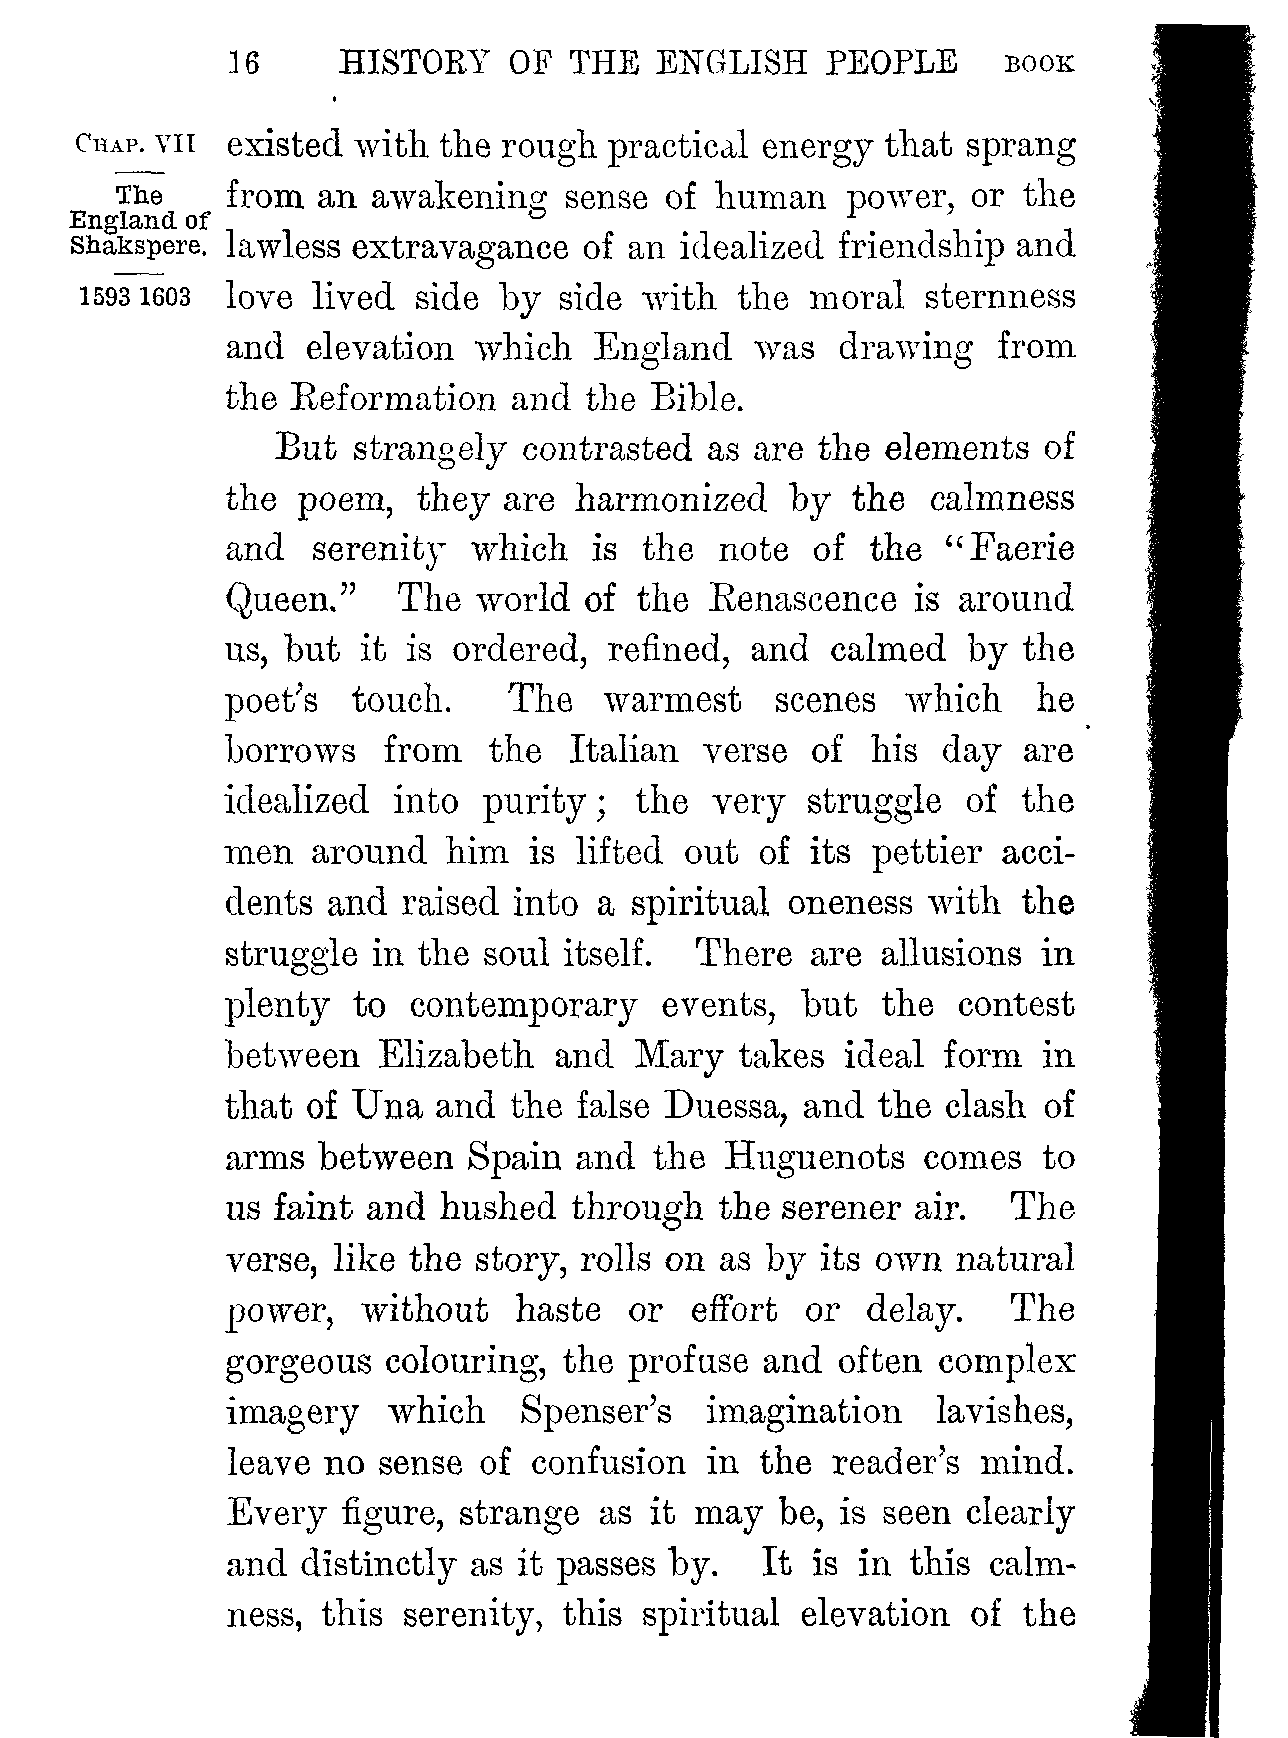 16 HISTORY OF THE ENGLISH PEOPLE BOOK
CHAP. VII
The
England of
Shakspere.
1593 1603
existed with the rough practical energy that sprang
from an awakening sense of human power, or the
lawless extravagance of an idealized friendship and
love lived side by side with the moral sternness
and elevation which England was drawing from
the Reformation and the Bible.
But strangely contrasted as are the elements of
the poem, they are harmonized by the calmness
and serenity which is the note of the “Faerie
Queen.” The world of the Renascence is around
us, but it is ordered, refined, and calmed by the
poet's touch. The warmest scenes which he
borrows from the Italian verse of his day are
idealized into purity; the very struggle of the
men around him is lifted out of its pettier acci-
dents and raised into a spiritual oneness with the
struggle in the soul itself. There are allusions in
plenty to contemporary events, but the contest
between Elizabeth and Mary takes ideal form in
that of Una and the false Duessa, and the clash of
arms between Spain and the Huguenots comes to
us faint and hushed through the serener air. The
verse, like the story, rolls on as by its own natural
power, without haste or effort or delay. The
gorgeous colouring, the profuse and often complex
imagery which Spenser's imagination lavishes,
leave no sense of confusion in the reader's mind.
Every figure, strange as it may be, is seen clearly
and distinctly as it passes by. It is in this calm-
ness, this serenity, this spiritual elevation of the